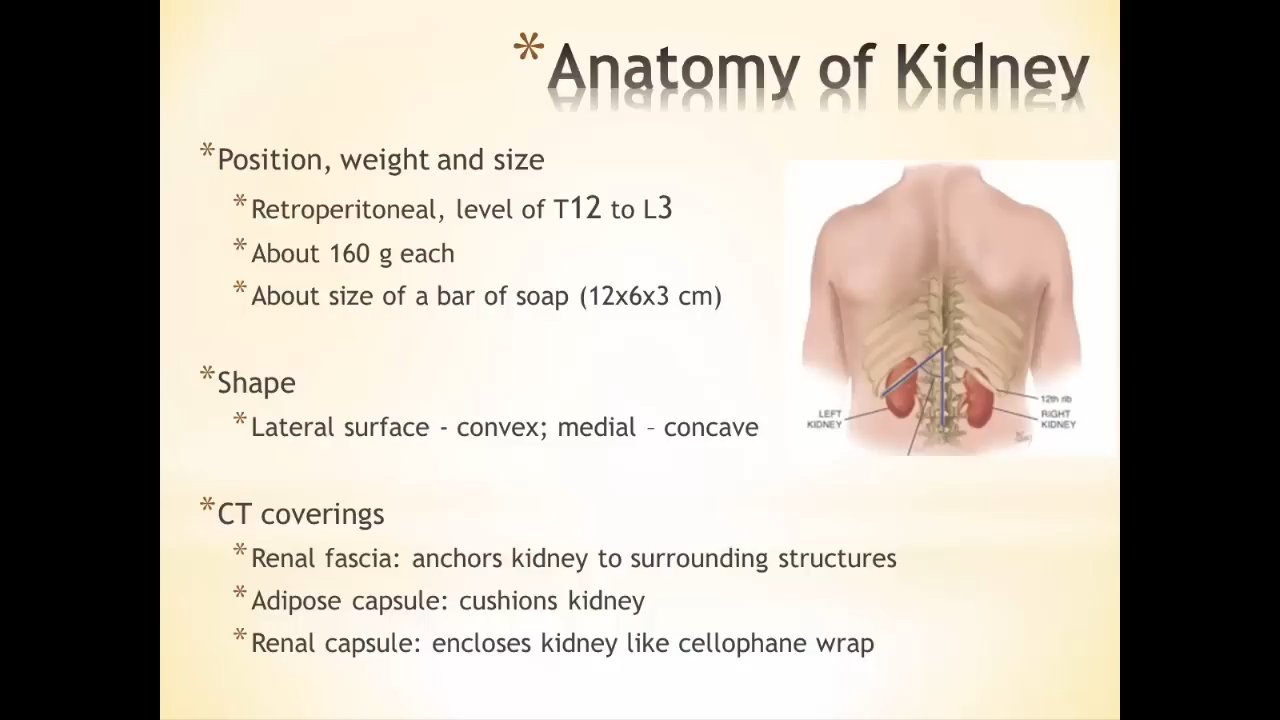 *Anatomy of Kidney
*Position, weight and size
*Retroperitoneal, level of T12 to L3
*About 160 g each
*About size of a bar of soap (12x6x3 cm)
*Shape
*Lateral surface - convex; medial – concave
LEFT
KIDNEY
12th rib
RIGHT
KIDNEY
*CT coverings
*Renal fascia: anchors kidney to surrounding structures
*Adipose capsule: cushions kidney
*Renal capsule: encloses kidney like cellophane wrap